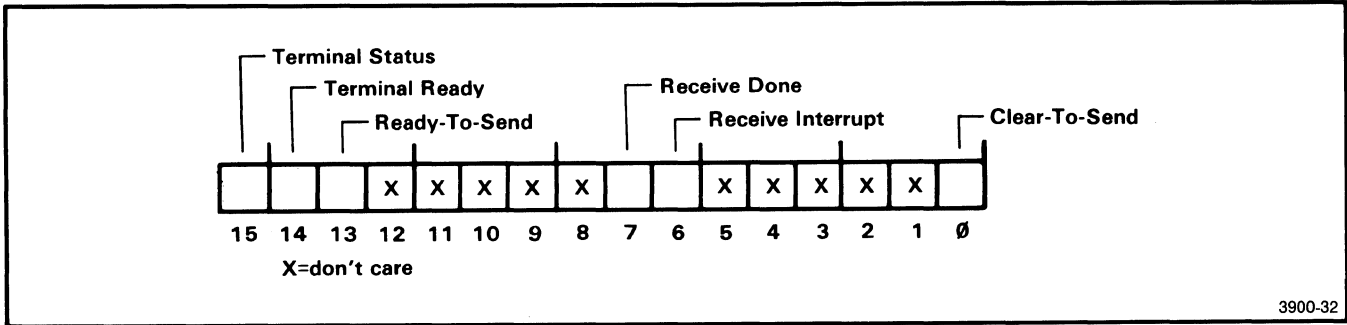 Terminal Status
Terminal Ready
Receive Done
Ready-To-Send
Receive Interrupt
Clear-To-Send
X X X X X X X X X X
15 14 13 12 11 10 9 8 7 6 5 4 3 2 1 Ø
X=don't care
3900-32